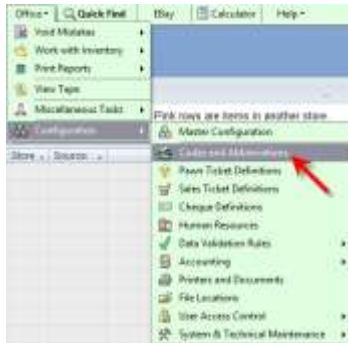 Office Quick Find EBay Calculator Help
Void Mistakes
Work with Inventory
Print Reports
View Tape
Miscellaneous Tasks
Pink rows are items in another store
Configuration
Master Configuration
Store Source
Codes and Abbreviations
Pawn Ticket Definitions
Sales Ticket Definitions
Cheque Definitions
Human Resources
Data Validation Rules
Accounting
Printers and Documents
File Locations
User Access Control
System & Technical Maintenance